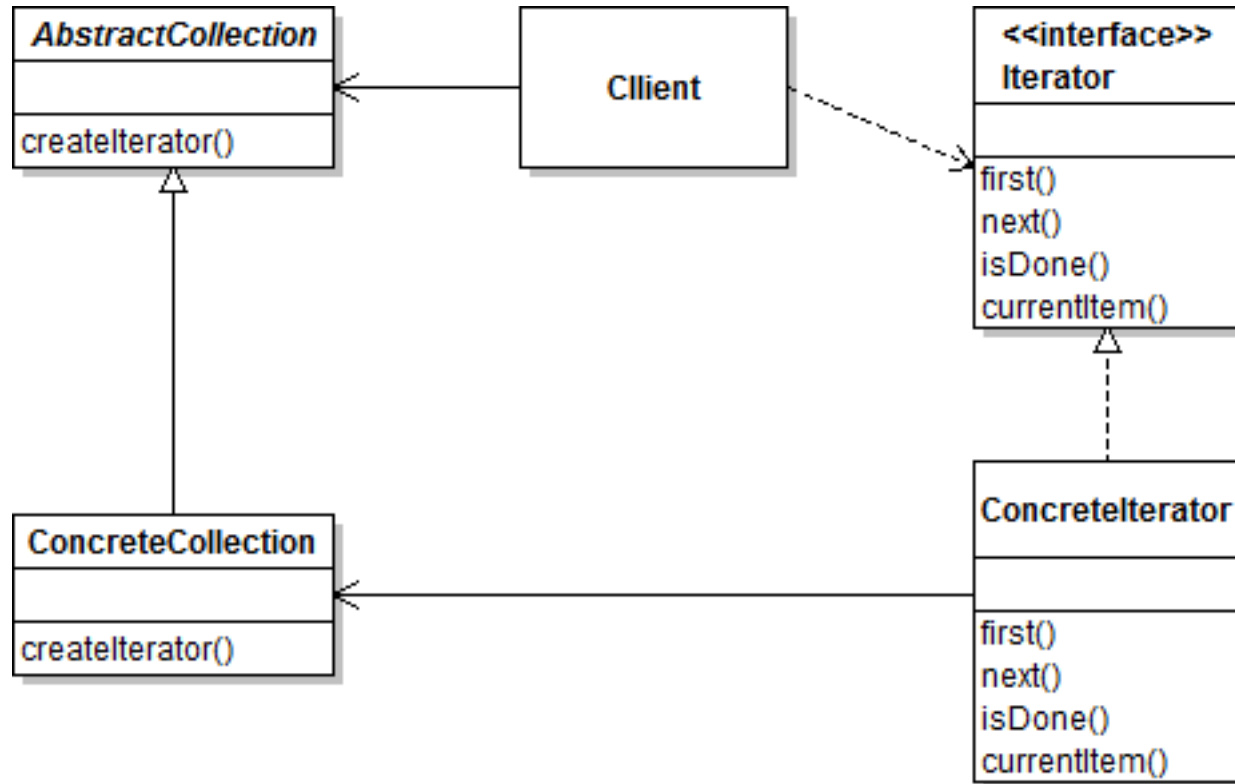 AbstractCollection
createIterator()
Cllient
<<interface>>
Iterator
first()
next()
isDone()
currentItem()
ConcreteCollection
createIterator()
ConcreteIterator
first()
next()
isDone()
currentItem()